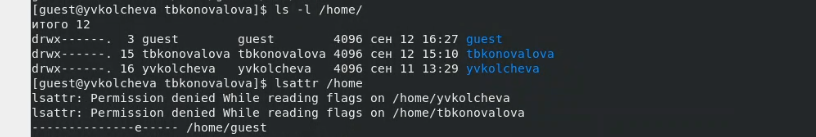 [guest@yvkolcheva tbkonovalova]$ ls -l /home/
итого 12
drwx------.  3 guest        guest        4096 сен 12 16:27 guest
drwx------. 15 tbkonovalova tbkonovalova 4096 сен 12 15:10 tbkonovalova
drwx------. 16 yvkolcheva   yvkolcheva   4096 сен 11 13:29 yvkolcheva
[guest@yvkolcheva tbkonovalova]$ lsattr /home
lsattr: Permission denied While reading flags on /home/yvkolcheva
lsattr: Permission denied While reading flags on /home/tbkonovalova
--------------e----- /home/guest